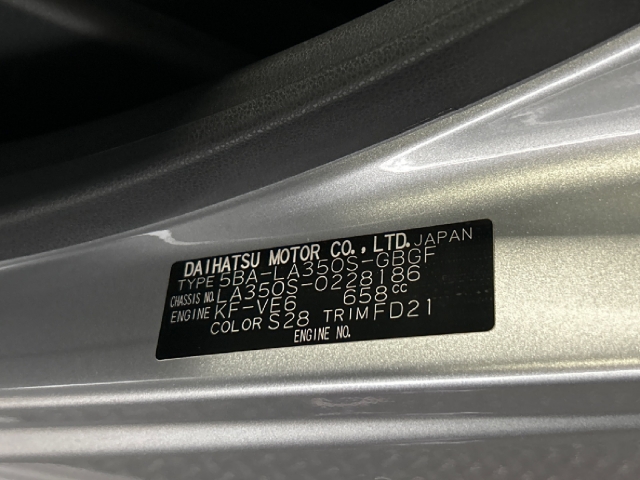 DAIHATSU MOTOR CO., LTD. JAPAN
TYPE 5BA-LA350S-GBGF
CHASSIS NO. LA350S-0228186
ENGINE KF-VE6 658cc
COLOR S28 TRIM FD21
ENGINE NO.